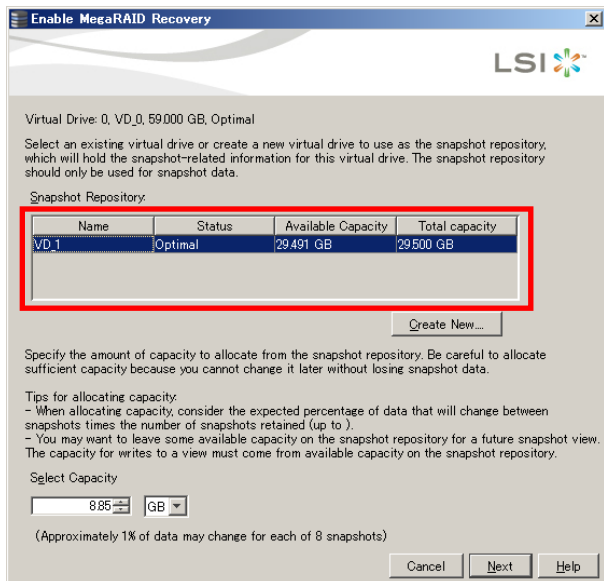 Enable MegaRAID Recovery
LSI
Virtual Drive: 0, VD_0, 59.000 GB, Optimal
Select an existing virtual drive or create a new virtual drive to use as the snapshot repository,
which will hold the snapshot-related information for this virtual drive. The snapshot repository
should only be used for snapshot data.
Snapshot Repository:
Name Status Available Capacity Total capacity
VD_1 Optimal 29.491 GB 29.500 GB
Create New....
Specify the amount of capacity to allocate from the snapshot repository. Be careful to allocate
sufficient capacity because you cannot change it later without losing snapshot data.
Tips for allocating capacity:
- When allocating capacity, consider the expected percentage of data that will change between
snapshots times the number of snapshots retained (up to ).
- You may want to leave some available capacity on the snapshot repository for a future snapshot view.
The capacity for writes to a view must come from available capacity on the snapshot repository.
Select Capacity
8.85 GB
(Approximately 1% of data may change for each of 8 snapshots)
Cancel Next Help